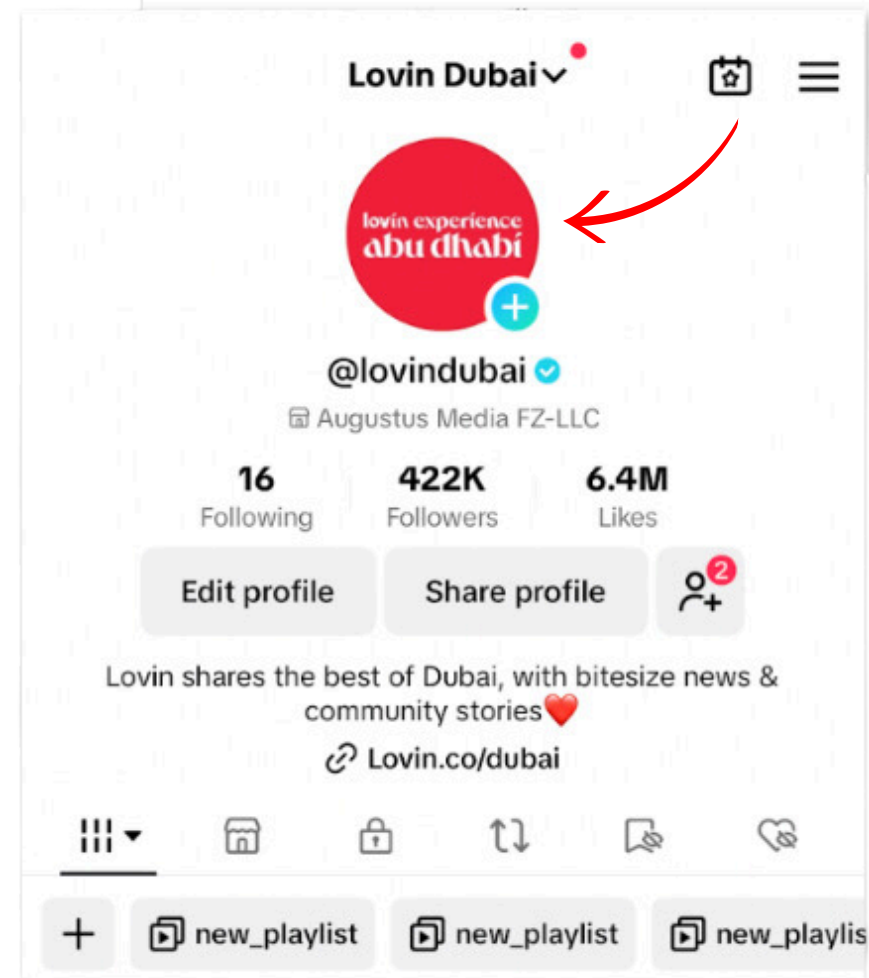 Lovin Dubai
lovin experience
abu dhabi
@lovindubai
Augustus Media FZ-LLC
16 422K 6.4M
Following Followers Likes
Edit profile Share profile 2
Lovin shares the best of Dubai, with bitesize news &
community stories❤️
Lovin.co/dubai
new_playlist new_playlist new_playlis